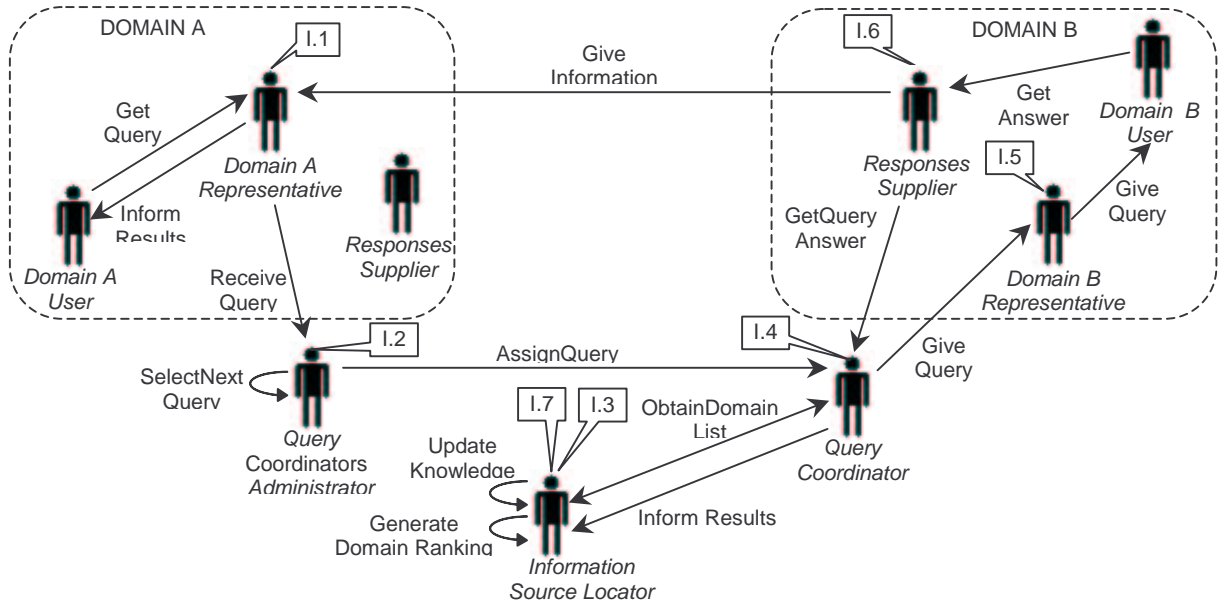 DOMAIN A
I.1
Get
Query
Domain A
Representative
Inform
Results
Domain A
User
Responses
Supplier
Receive
Query
Give
Information
I.6
DOMAIN B
Get
Answer
Domain B
User
Responses
Supplier
I.5
Give
Query
GetQuery
Answer
Domain B
Representative
I.2
AssignQuery
I.4
Give
Query
SelectNext
Query
Query
Coordinators
Administrator
I.7
I.3
ObtainDomain
List
Query
Coordinator
Update
Knowledge
Generate
Domain Ranking
Inform Results
Information
Source Locator